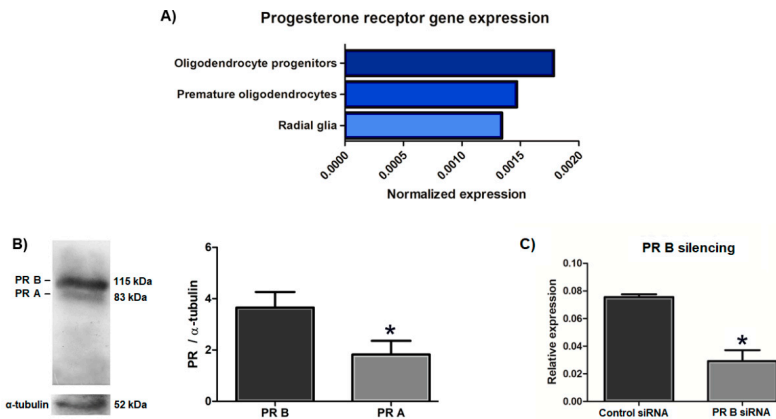 A) Progesterone receptor gene expression
Oligodendrocyte progenitors
Premature oligodendrocytes
Radial glia
0.0000 0.0005 0.0010 0.0015 0.0020
Normalized expression
B)
PR B –
PR A –
115 kDa
83 kDa
α-tubulin
52 kDa
PR / α-tubulin
6
4
2
0
*
PR B PR A
C) PR B silencing
Relative expression
0.10
0.08
0.06
0.04
0.02
0.00
*
Control siRNA PR B siRNA